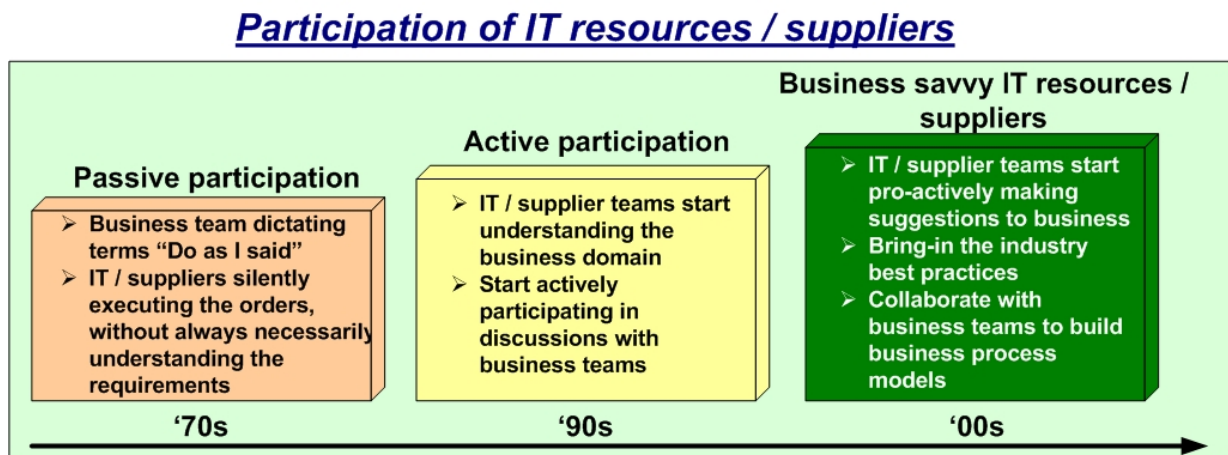 Participation of IT resources / suppliers
Passive participation
➢ Business team dictating
terms “Do as I said”
➢ IT / suppliers silently
executing the orders,
without always necessarily
understanding the
requirements
‘70s
Active participation
➢ IT / supplier teams start
understanding the
business domain
➢ Start actively
participating in
discussions with
business teams
‘90s
Business savvy IT resources /
suppliers
➢ IT / supplier teams start
pro-actively making
suggestions to business
➢ Bring-in the industry
best practices
➢ Collaborate with
business teams to build
business process
models
‘00s